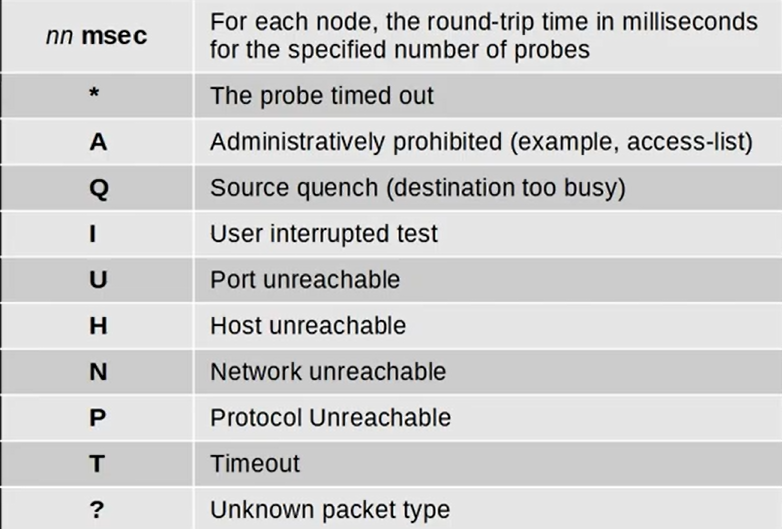 nn msec For each node, the round-trip time in milliseconds
for the specified number of probes
* The probe timed out
A Administratively prohibited (example, access-list)
Q Source quench (destination too busy)
I User interrupted test
U Port unreachable
H Host unreachable
N Network unreachable
P Protocol Unreachable
T Timeout
? Unknown packet type